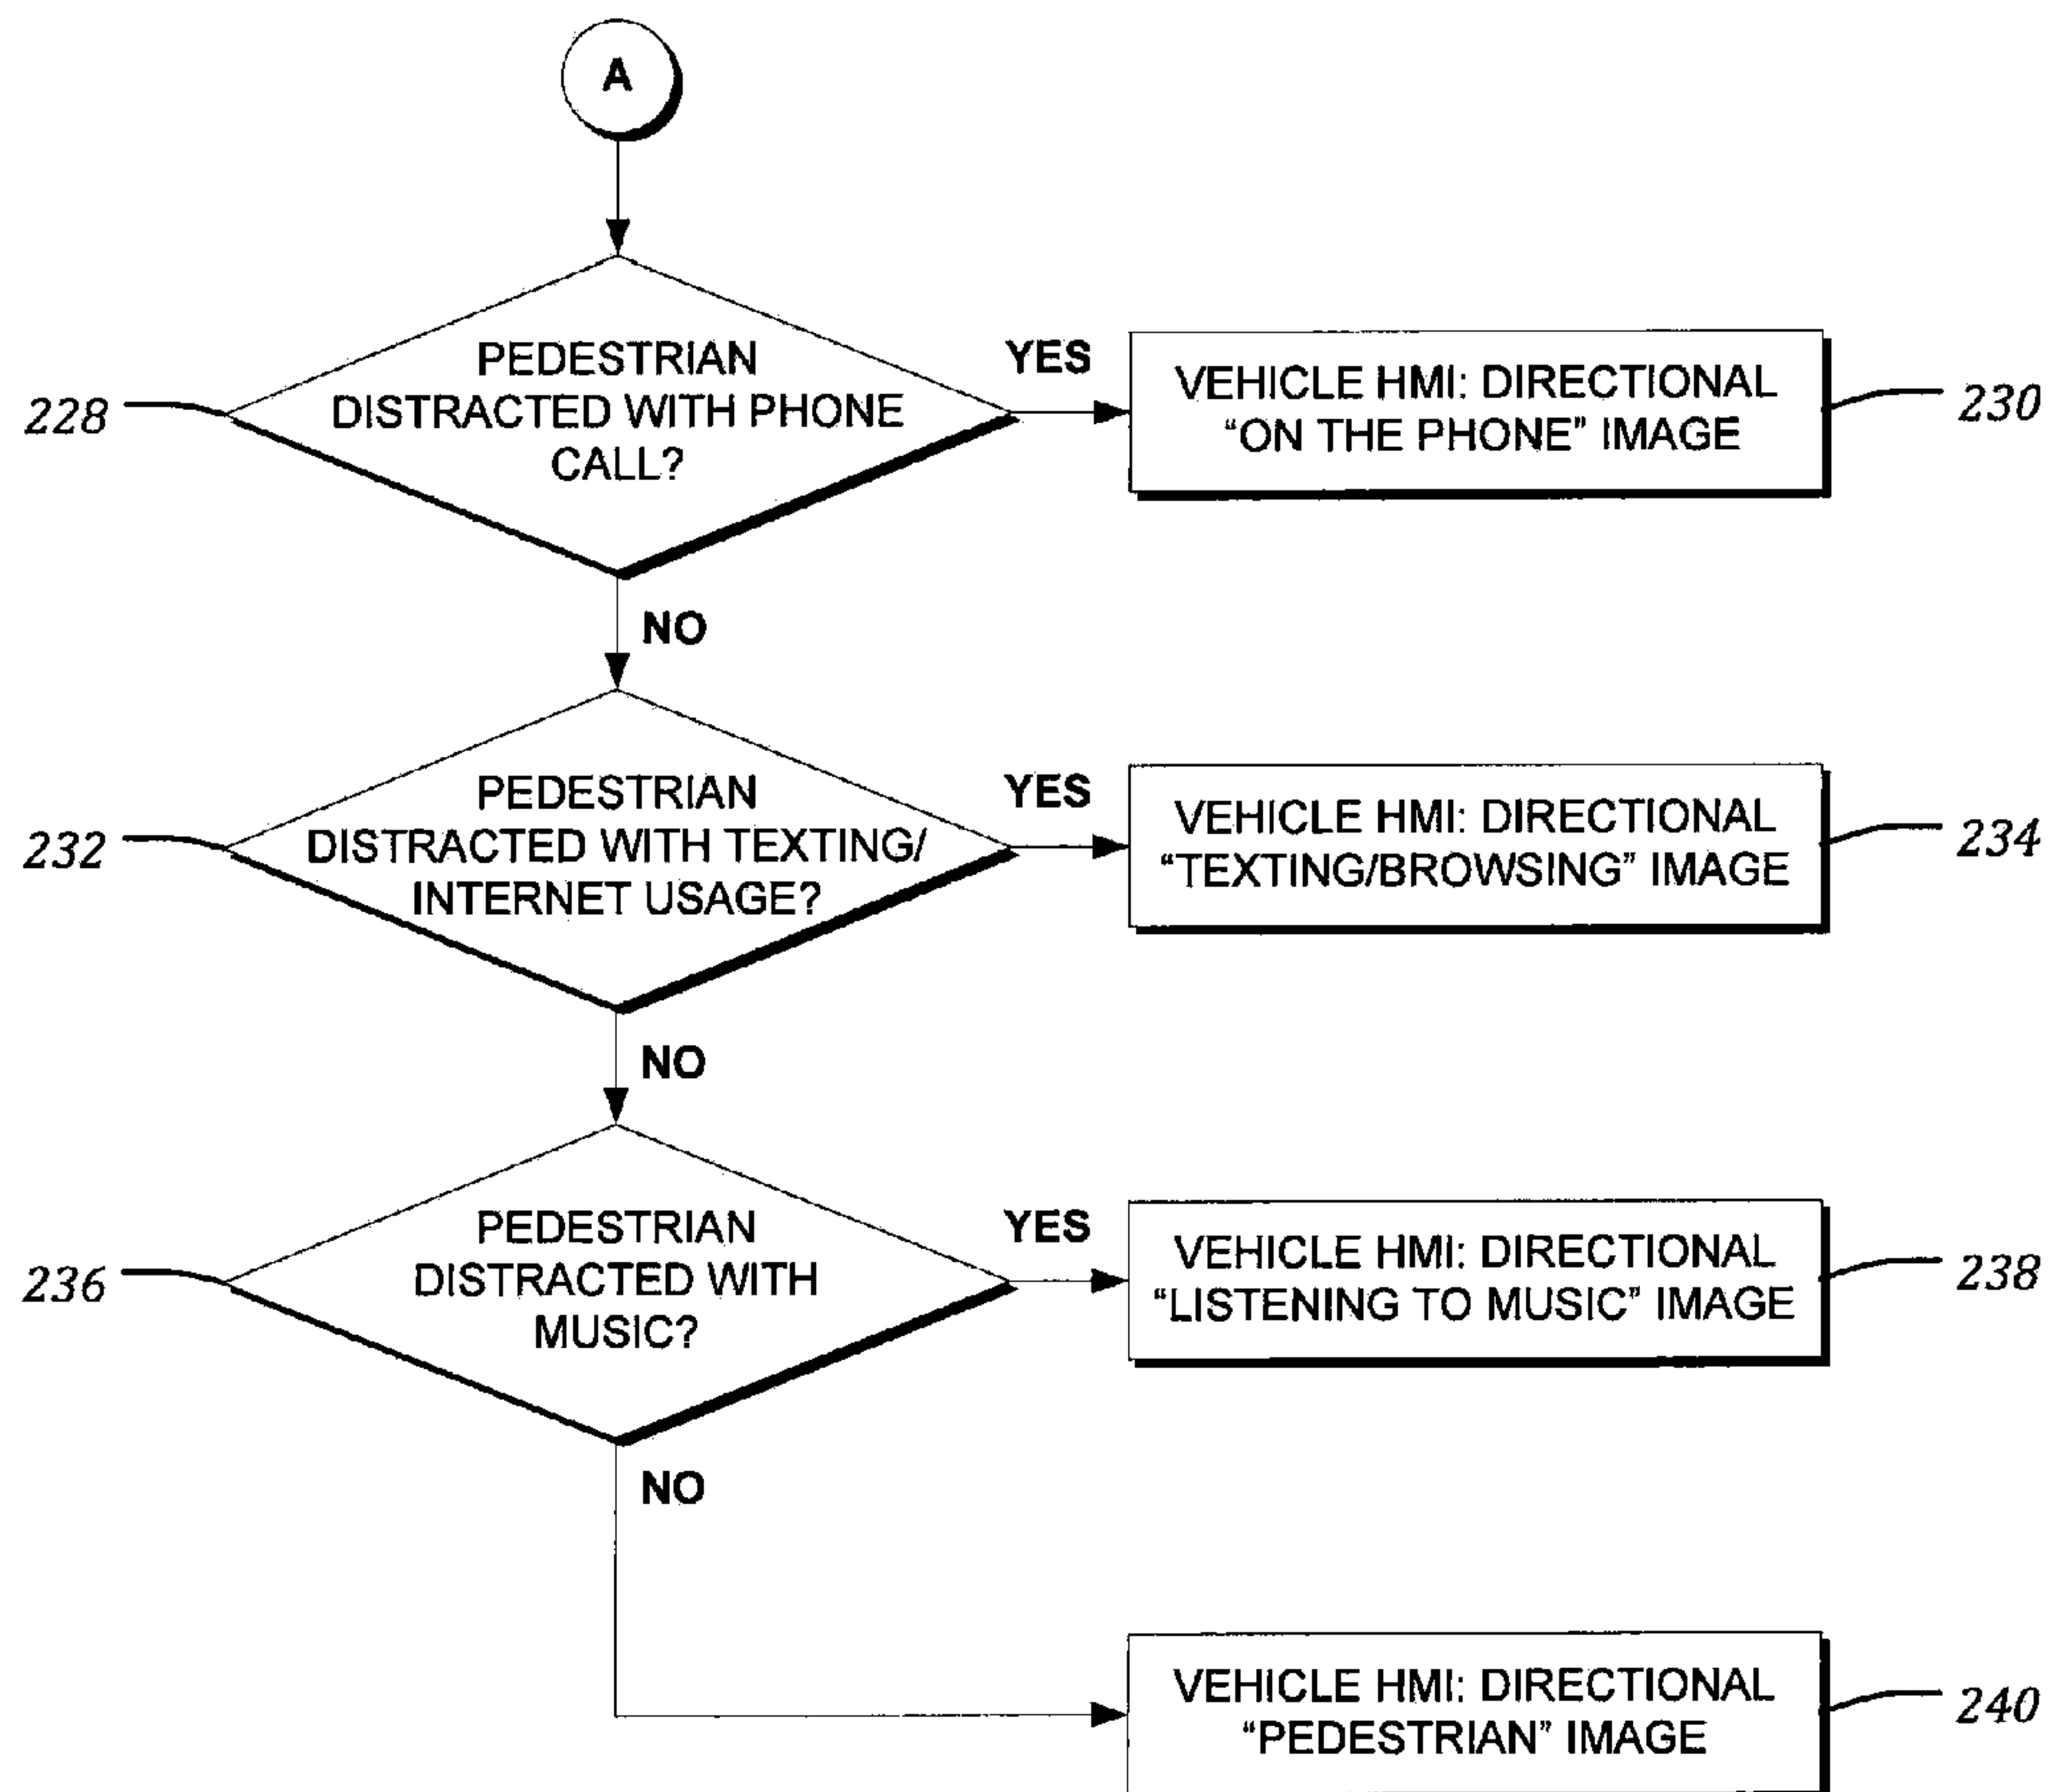 A
PEDESTRIAN
DISTRACTED WITH PHONE
CALL?
228
YES
VEHICLE HMI: DIRECTIONAL
“ON THE PHONE” IMAGE
230
NO
PEDESTRIAN
DISTRACTED WITH TEXTING/
INTERNET USAGE?
232
YES
VEHICLE HMI: DIRECTIONAL
“TEXTING/BROWSING” IMAGE
234
NO
PEDESTRIAN
DISTRACTED WITH
MUSIC?
236
YES
VEHICLE HMI: DIRECTIONAL
“LISTENING TO MUSIC” IMAGE
238
NO
VEHICLE HMI: DIRECTIONAL
“PEDESTRIAN” IMAGE
240